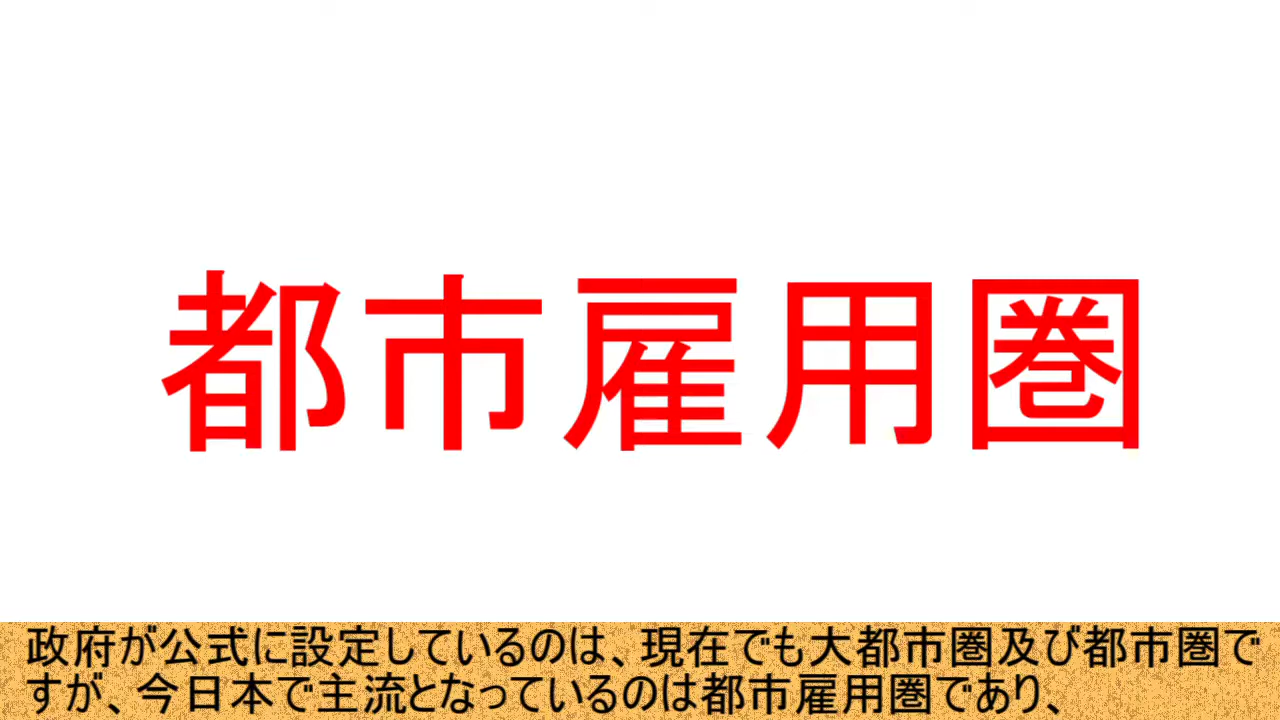 都市雇用圏
政府が公式に設定しているのは、現在でも大都市圏及び都市圏で
すが、今日本で主流となっているのは都市雇用圏であり、